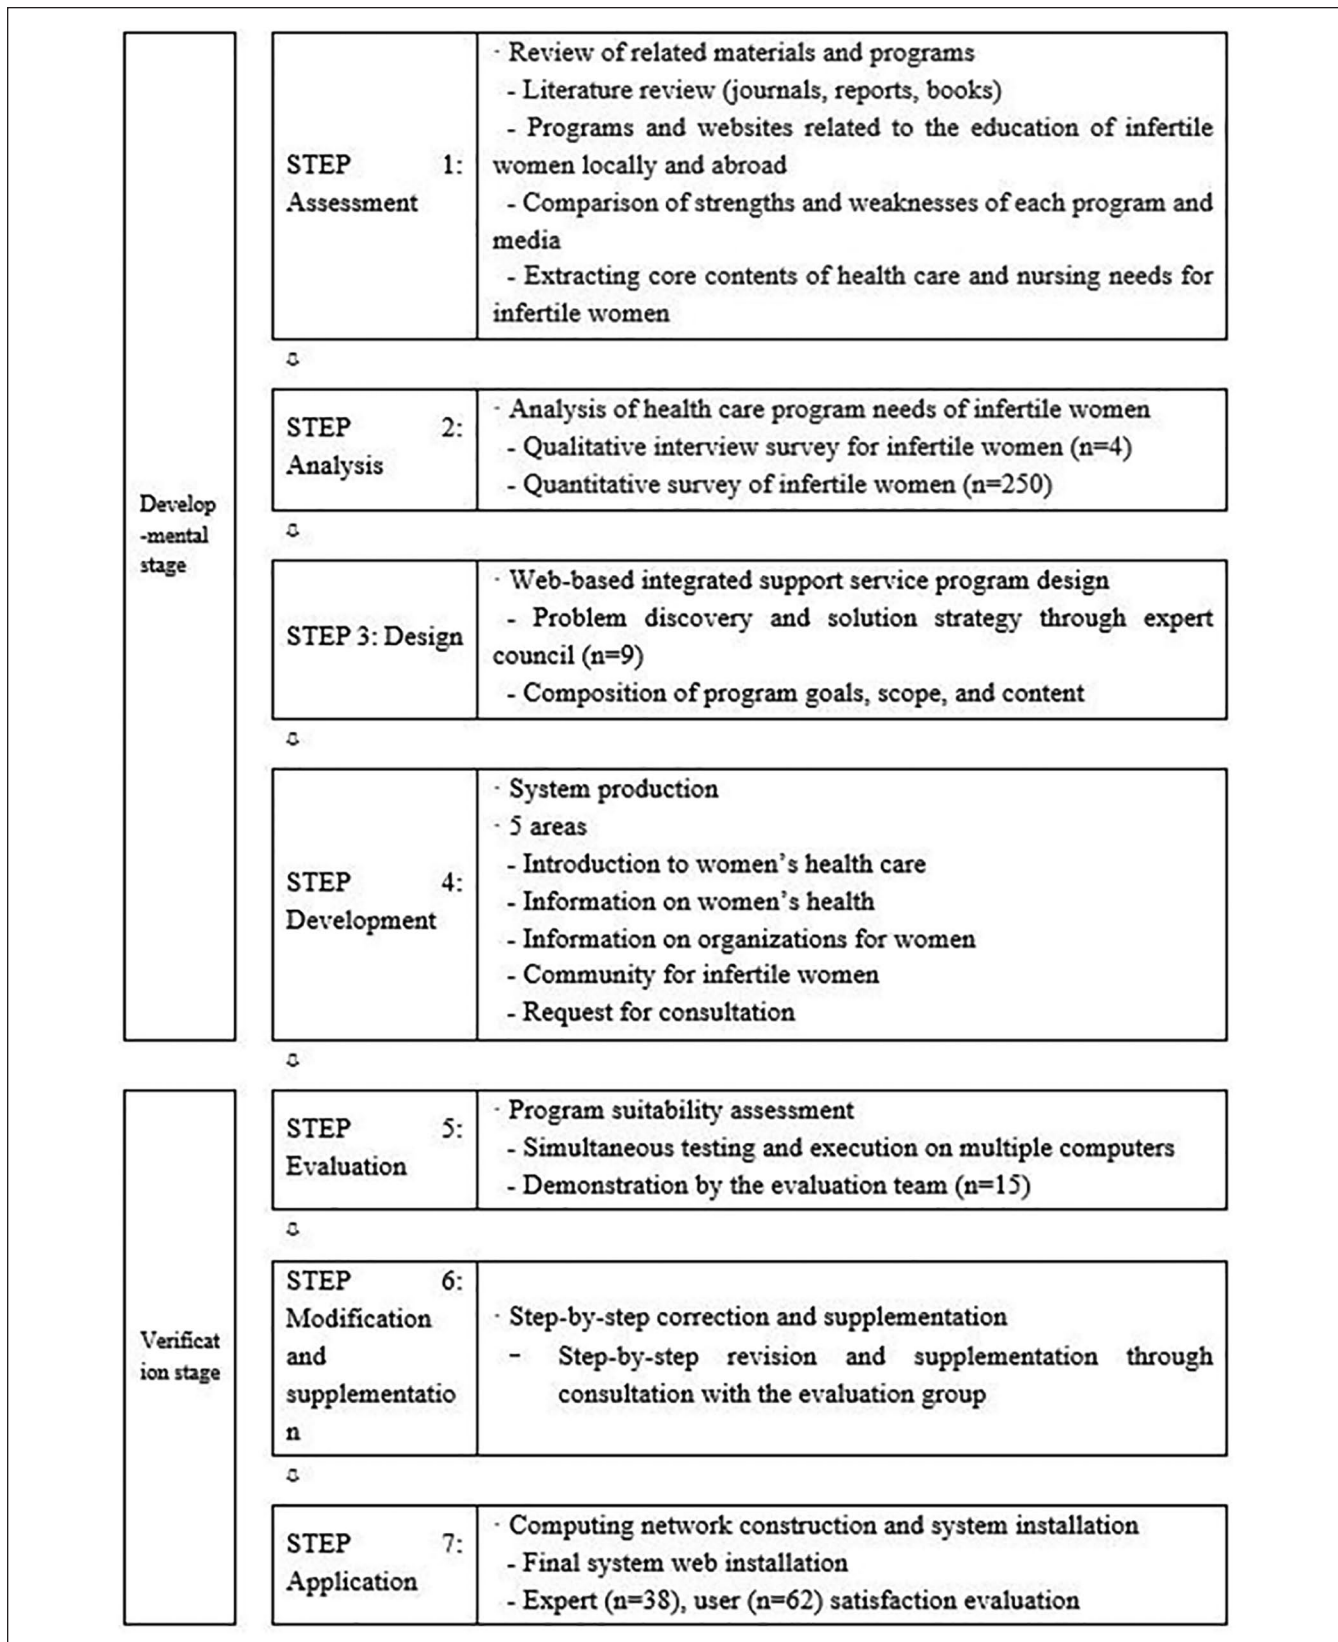 Develop
-mental
stage
STEP 1:
Assessment
· Review of related materials and programs
- Literature review (journals, reports, books)
- Programs and websites related to the education of infertile
women locally and abroad
- Comparison of strengths and weaknesses of each program and
media
- Extracting core contents of health care and nursing needs for
infertile women
STEP 2:
Analysis
· Analysis of health care program needs of infertile women
- Qualitative interview survey for infertile women (n=4)
- Quantitative survey of infertile women (n=250)
STEP 3: Design
· Web-based integrated support service program design
- Problem discovery and solution strategy through expert
council (n=9)
- Composition of program goals, scope, and content
STEP 4:
Development
· System production
· 5 areas
- Introduction to women's health care
- Information on women's health
- Information on organizations for women
- Community for infertile women
- Request for consultation
Verificat
ion stage
STEP 5:
Evaluation
· Program suitability assessment
- Simultaneous testing and execution on multiple computers
- Demonstration by the evaluation team (n=15)
STEP 6:
Modification
and
supplementatio
n
· Step-by-step correction and supplementation
- Step-by-step revision and supplementation through
consultation with the evaluation group
STEP 7:
Application
· Computing network construction and system installation
- Final system web installation
- Expert (n=38), user (n=62) satisfaction evaluation